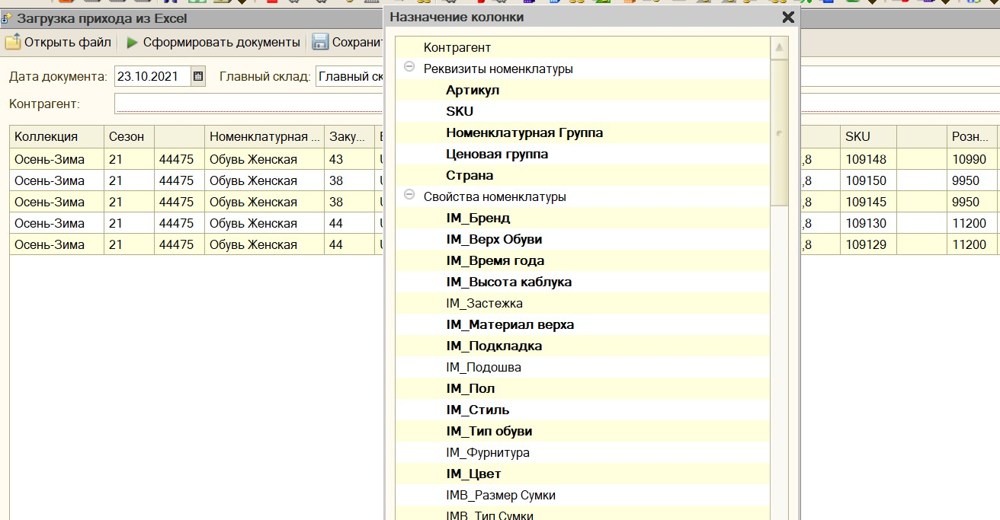 Загрузка прихода из Excel
Назначение колонки
Открыть файл Сформировать документы Сохрани
Дата документа: 23.10.2021 Главный склад: Главный ск
Контрагент:
Коллекция Сезон Номенклатурная ... Заку... SKU Розн...
Осень-Зима 21 44475 Обувь Женская 43 ,8 109148 10990
Осень-Зима 21 44475 Обувь Женская 38 ,8 109150 9950
Осень-Зима 21 44475 Обувь Женская 38 ,8 109145 9950
Осень-Зима 21 44475 Обувь Женская 44 ,8 109130 11200
Осень-Зима 21 44475 Обувь Женская 44 ,8 109129 11200
Контрагент
Реквизиты номенклатуры
Артикул
SKU
Номенклатурная Группа
Ценовая группа
Страна
Свойства номенклатуры
IM_Бренд
IM_Верх Обуви
IM_Время года
IM_Высота каблука
IM_Застежка
IM_Материал верха
IM_Подкладка
IM_Подошва
IM_Пол
IM_Стиль
IM_Тип обуви
IM_Фурнитура
IM_Цвет
IMB_Размер Сумки
IMB_Тип Сумки